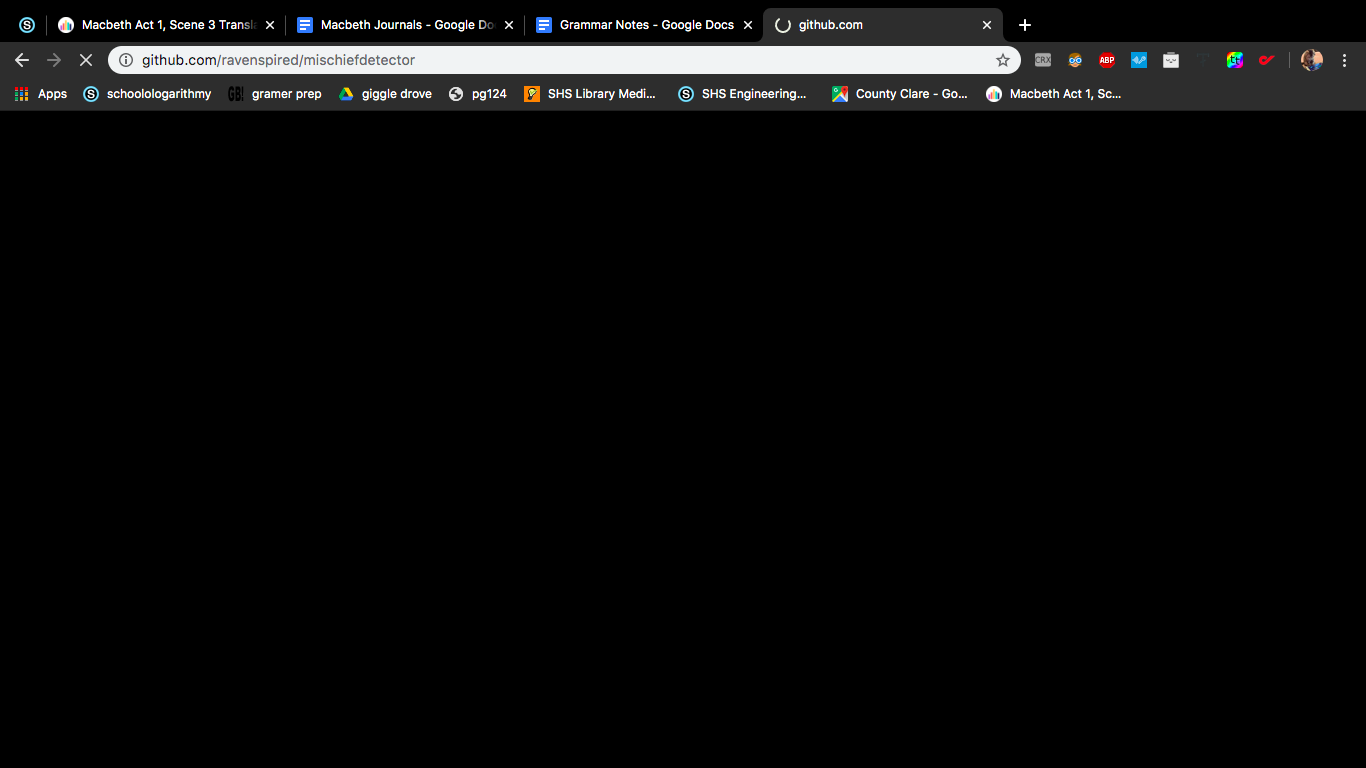 Macbeth Act 1, Scene 3 Transla
Macbeth Journals - Google Do
Grammar Notes - Google Docs
github.com
github.com/ravenspired/mischiefdetector
CRX
ABP
Apps
schoolologarithmy
GB!
gramer prep
giggle drove
pg124
SHS Library Medi...
SHS Engineering...
County Clare - Go...
Macbeth Act 1, Sc...